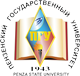 ПЕНЗЕНСКИЙ ГОСУДАРСТВЕННЫЙ УНИВЕРСИТЕТ
1943
PENZA STATE UNIVERSITY